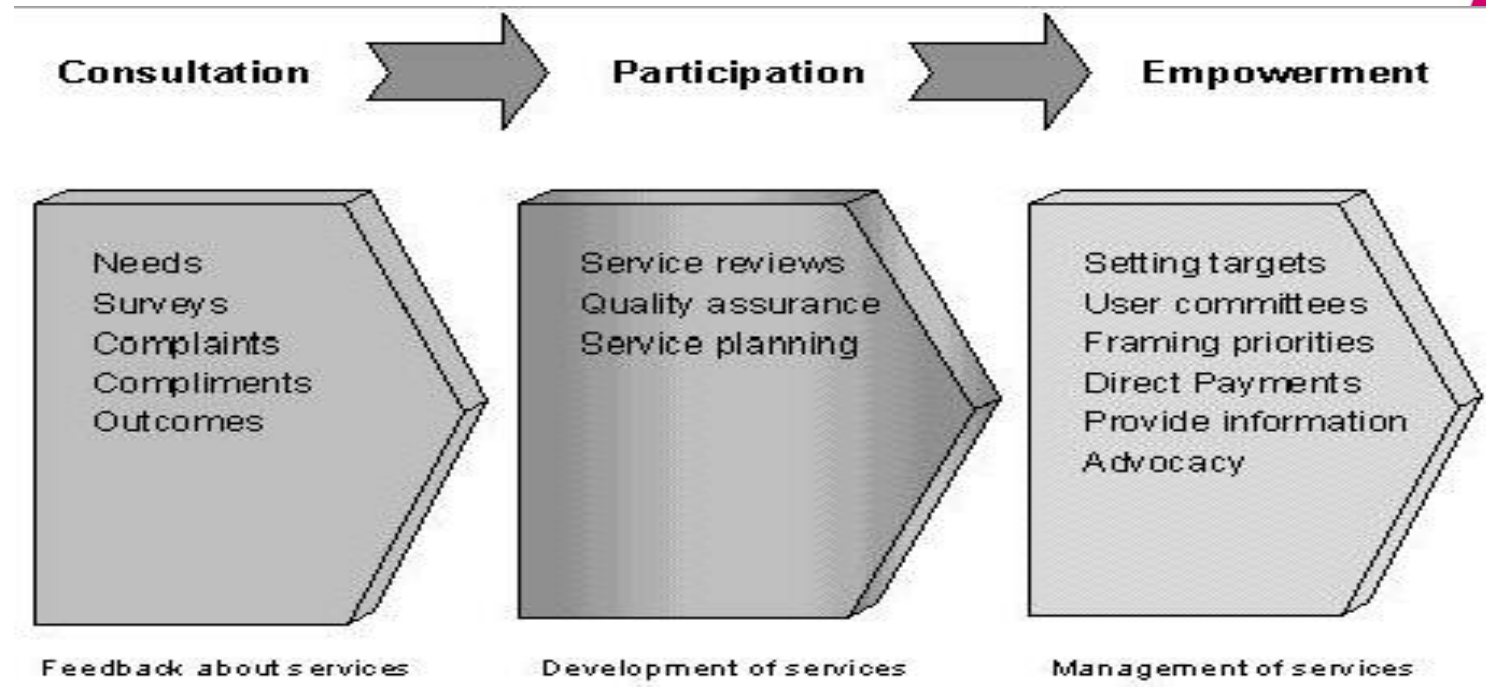 Consultation
Participation
Empowerment
Needs
Surveys
Complaints
Compliments
Outcomes
Service reviews
Quality assurance
Service planning
Setting targets
User committees
Framing priorities
Direct Payments
Provide information
Advocacy
Feedback about services
Development of services
Management of services